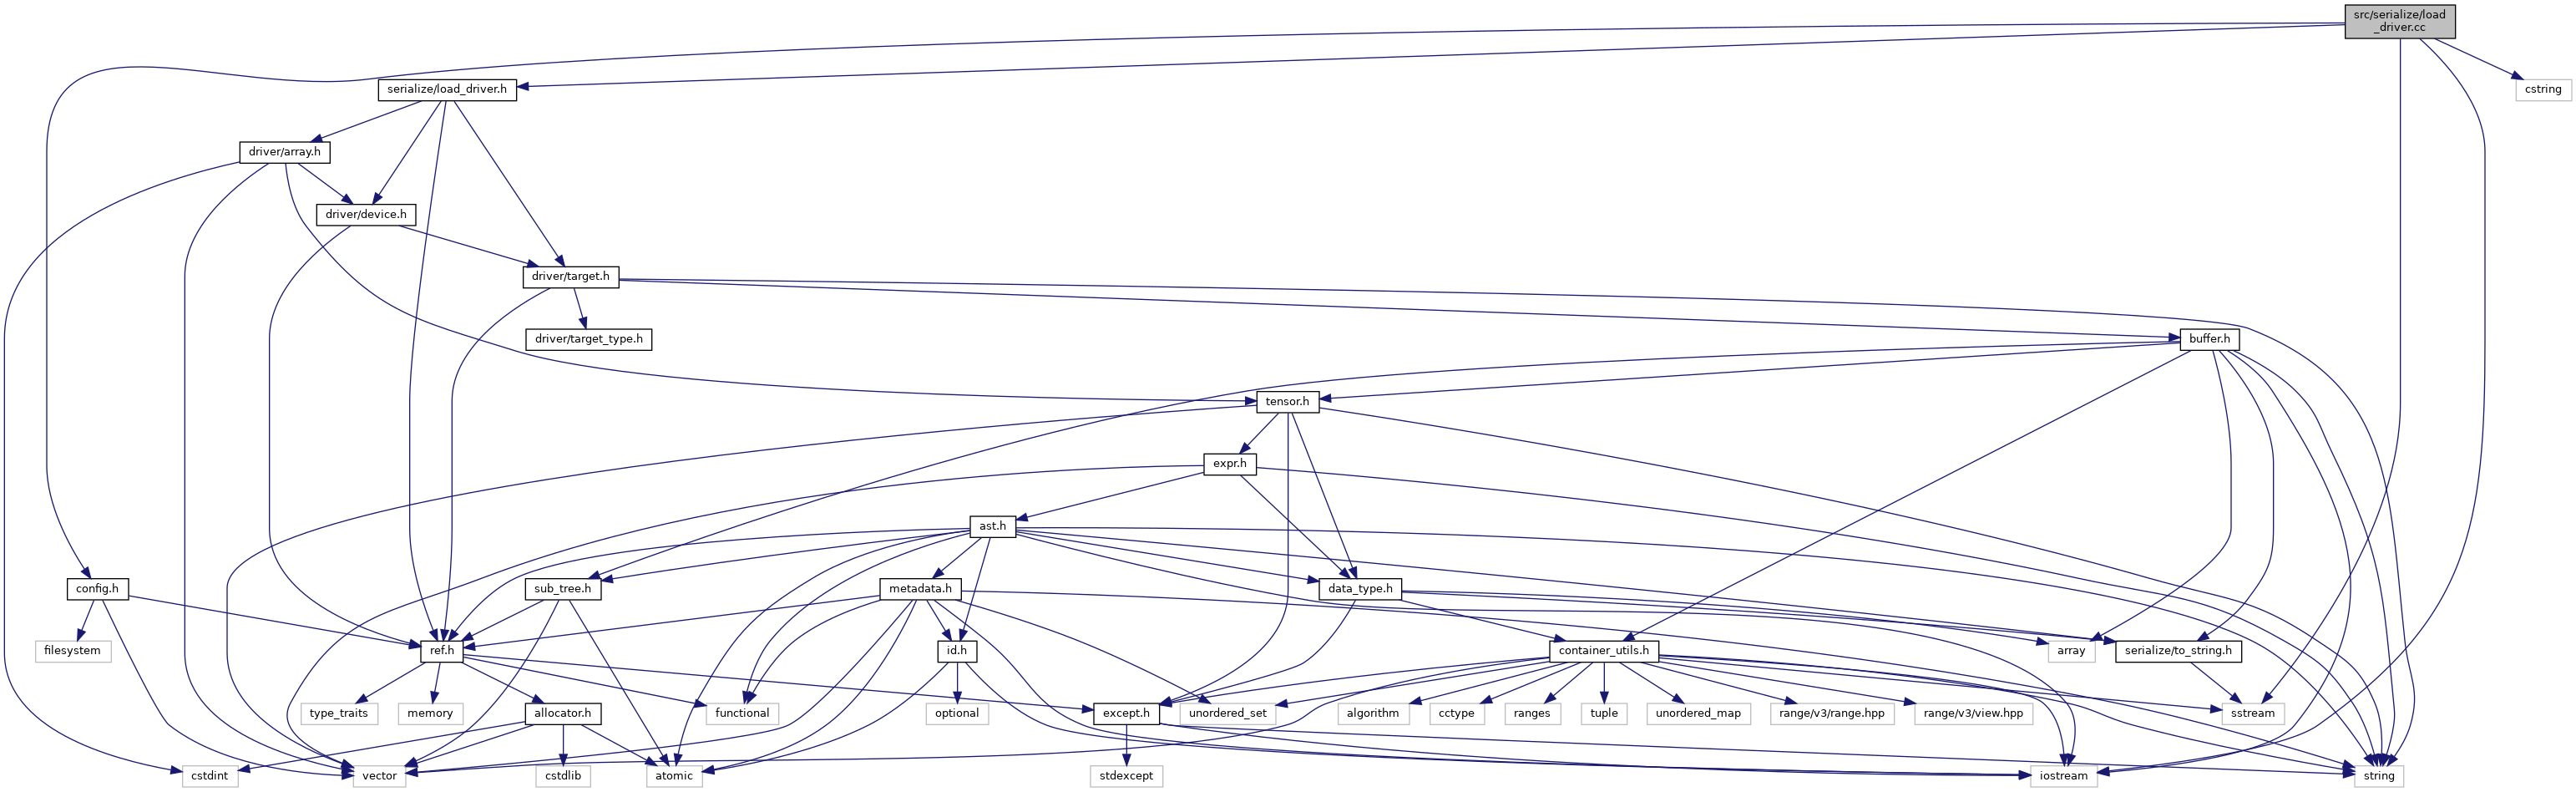 src/serialize/load
_driver.cc
serialize/load_driver.h
cstring
driver/array.h
driver/device.h
driver/target.h
driver/target_type.h
buffer.h
tensor.h
expr.h
ast.h
config.h
sub_tree.h
metadata.h
data_type.h
filesystem
ref.h
id.h
container_utils.h
array
serialize/to_string.h
type_traits
memory
allocator.h
functional
optional
except.h
unordered_set
algorithm
cctype
ranges
tuple
unordered_map
range/v3/range.hpp
range/v3/view.hpp
sstream
cstdint
vector
cstdlib
atomic
stdexcept
iostream
string